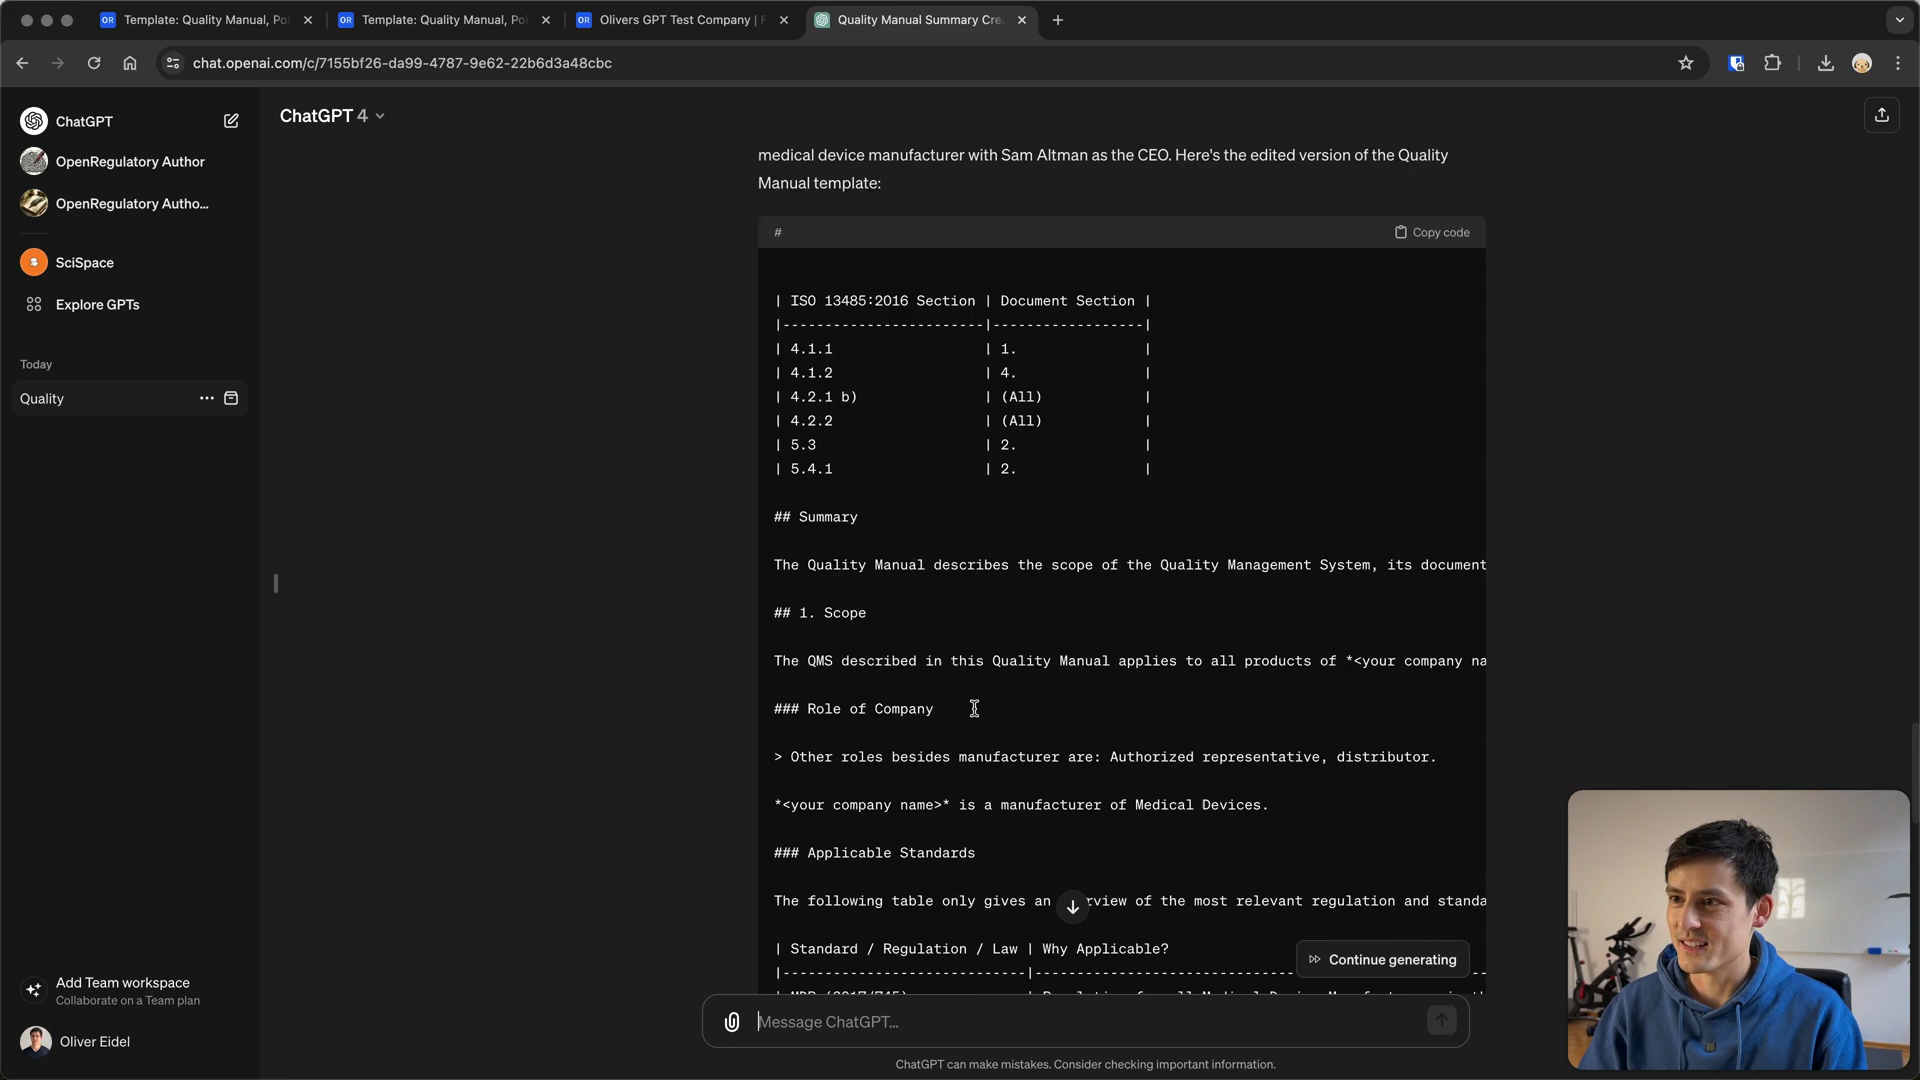 OR Template: Quality Manual, Pol
OR Template: Quality Manual, Pol
OR Olivers GPT Test Company |
Quality Manual Summary Cre
chat.openai.com/c/7155bf26-da99-4787-9e62-22b6d3a48cbc
ChatGPT
OpenRegulatory Author
OpenRegulatory Autho...
SciSpace
Explore GPTs
Today
Quality
Add Team workspace
Collaborate on a Team plan
Oliver Eidel
ChatGPT 4
medical device manufacturer with Sam Altman as the CEO. Here's the edited version of the Quality
Manual template:
#
Copy code
| ISO 13485:2016 Section | Document Section |
|------------------------|------------------|
| 4.1.1 | 1. |
| 4.1.2 | 4. |
| 4.2.1 b) | (All) |
| 4.2.2 | (All) |
| 5.3 | 2. |
| 5.4.1 | 2. |
## Summary
The Quality Manual describes the scope of the Quality Management System, its document
## 1. Scope
The QMS described in this Quality Manual applies to all products of *<your company na
### Role of Company
> Other roles besides manufacturer are: Authorized representative, distributor.
*<your company name>* is a manufacturer of Medical Devices.
### Applicable Standards
The following table only gives an rview of the most relevant regulation and standa
| Standard / Regulation / Law | Why Applicable?
Continue generating
Message ChatGPT...
ChatGPT can make mistakes. Consider checking important information.